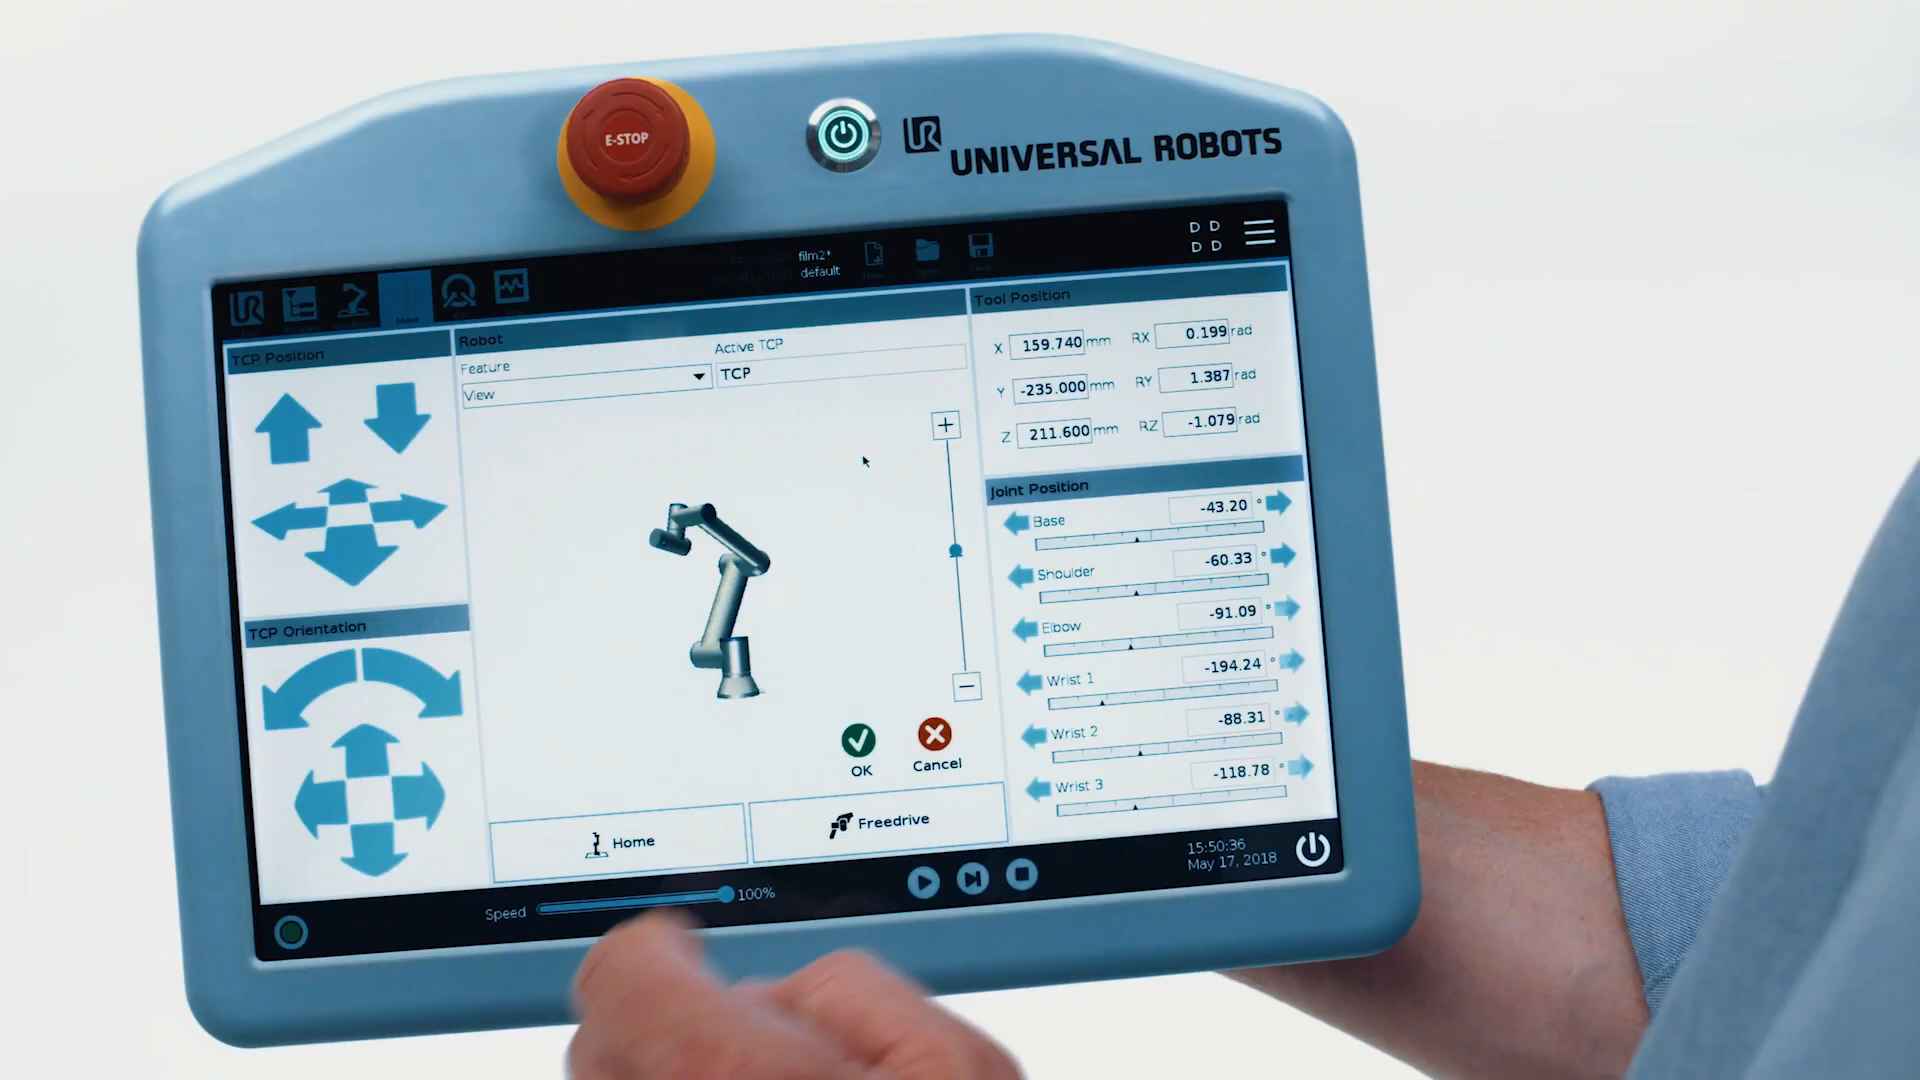 E-STOP
UR UNIVERSAL ROBOTS
film2*
default
D D
D D
UR
Move
TCP Position
Robot
Feature
View
Active TCP
TCP
Tool Position
X 159.740 mm RX 0.199 rad
Y -235.000 mm RY 1.387 rad
Z 211.600 mm RZ -1.079 rad
Joint Position
Base -43.20 °
Shoulder -60.33 °
Elbow -91.09 °
Wrist 1 -194.24 °
Wrist 2 -88.31 °
Wrist 3 -118.78 °
TCP Orientation
OK
Cancel
Home
Freedrive
Speed 100%
15:50:36
May 17, 2018